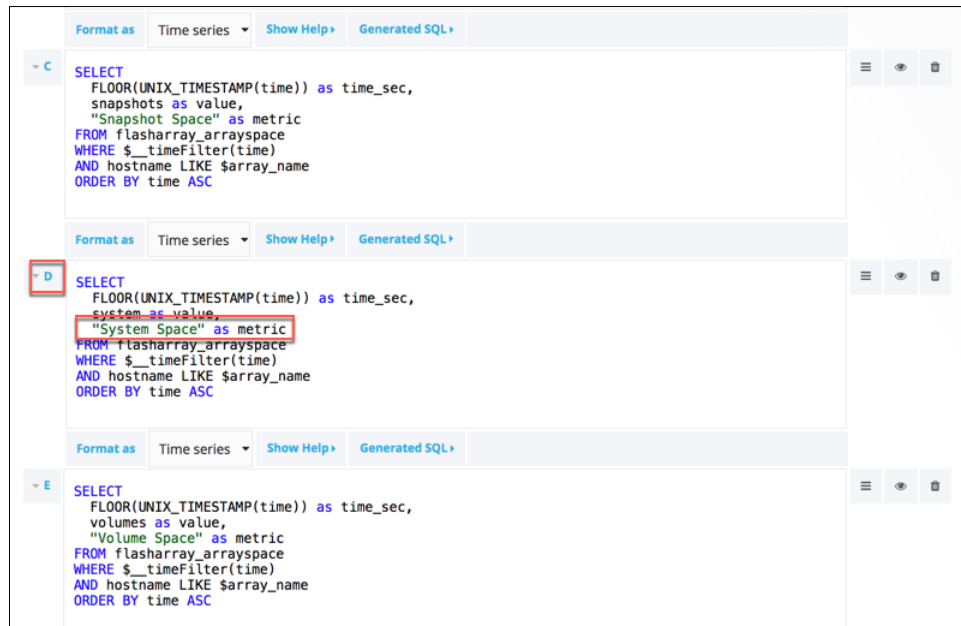 Format as Time series Show Help Generated SQL
C
SELECT
FLOOR(UNIX_TIMESTAMP(time)) as time_sec,
snapshots as value,
"Snapshot Space" as metric
FROM flasharray_arrayspace
WHERE $__timeFilter(time)
AND hostname LIKE $array_name
ORDER BY time ASC
Format as Time series Show Help Generated SQL
D
SELECT
FLOOR(UNIX_TIMESTAMP(time)) as time_sec,
system as value,
"System Space" as metric
FROM flasharray_arrayspace
WHERE $__timeFilter(time)
AND hostname LIKE $array_name
ORDER BY time ASC
Format as Time series Show Help Generated SQL
E
SELECT
FLOOR(UNIX_TIMESTAMP(time)) as time_sec,
volumes as value,
"Volume Space" as metric
FROM flasharray_arrayspace
WHERE $__timeFilter(time)
AND hostname LIKE $array_name
ORDER BY time ASC